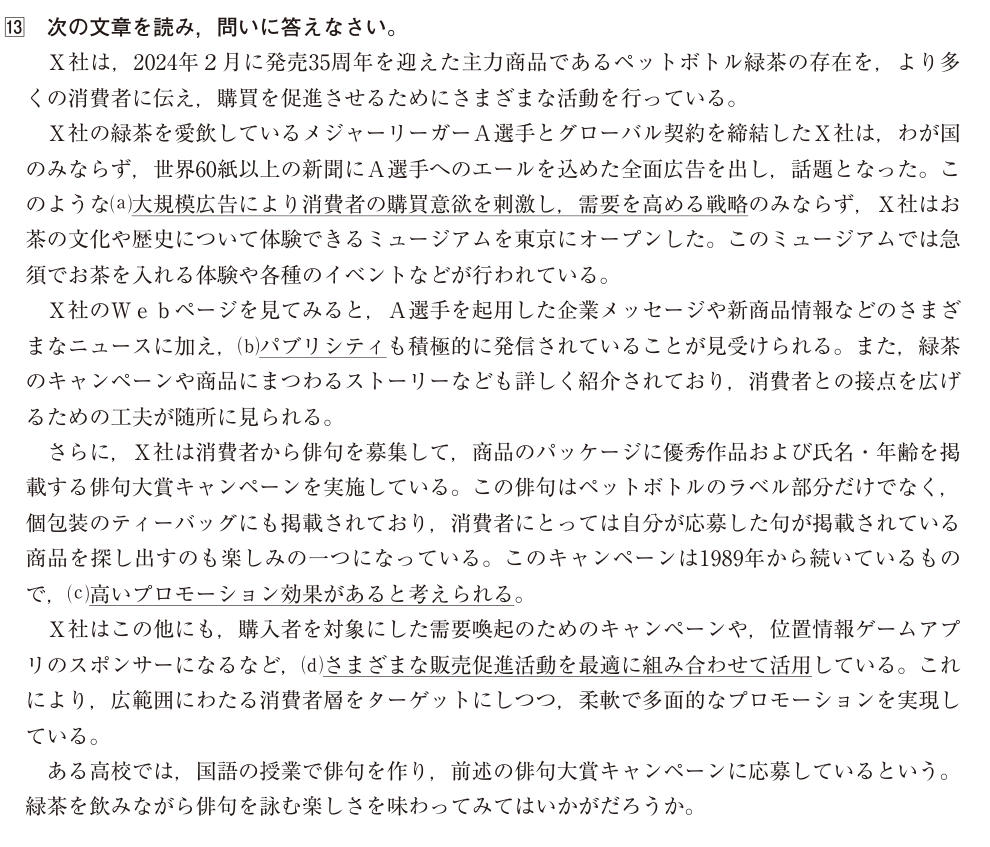 13 次の文章を読み，問いに答えなさい。
Ｘ社は，2024年２月に発売35周年を迎えた主力商品であるペットボトル緑茶の存在を，より多
くの消費者に伝え，購買を促進させるためにさまざまな活動を行っている。
Ｘ社の緑茶を愛飲しているメジャーリーガーＡ選手とグローバル契約を締結したＸ社は，わが国
のみならず，世界60紙以上の新聞にＡ選手へのエールを込めた全面広告を出し，話題となった。こ
のような(a)大規模広告により消費者の購買意欲を刺激し，需要を高める戦略のみならず，Ｘ社はお
茶の文化や歴史について体験できるミュージアムを東京にオープンした。このミュージアムでは急
須でお茶を入れる体験や各種のイベントなどが行われている。
Ｘ社のＷｅｂページを見てみると，Ａ選手を起用した企業メッセージや新商品情報などのさまざ
まなニュースに加え，(b)パブリシティも積極的に発信されていることが見受けられる。また，緑茶
のキャンペーンや商品にまつわるストーリーなども詳しく紹介されており，消費者との接点を広げ
るための工夫が随所に見られる。
さらに，Ｘ社は消費者から俳句を募集して，商品のパッケージに優秀作品および氏名・年齢を掲
載する俳句大賞キャンペーンを実施している。この俳句はペットボトルのラベル部分だけでなく，
個包装のティーバッグにも掲載されており，消費者にとっては自分が応募した句が掲載されている
商品を探し出すのも楽しみの一つになっている。このキャンペーンは1989年から続いているもの
で，(c)高いプロモーション効果があると考えられる。
Ｘ社はこの他にも，購入者を対象にした需要喚起のためのキャンペーンや，位置情報ゲームアプ
リのスポンサーになるなど，(d)さまざまな販売促進活動を最適に組み合わせて活用している。これ
により，広範囲にわたる消費者層をターゲットにしつつ，柔軟で多面的なプロモーションを実現し
ている。
ある高校では，国語の授業で俳句を作り，前述の俳句大賞キャンペーンに応募しているという。
緑茶を飲みながら俳句を詠む楽しさを味わってみてはいかがだろうか。